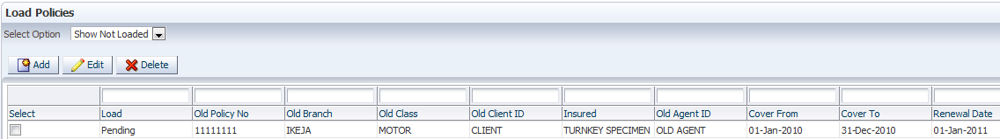 Load Policies
Select Option Show Not Loaded
Add Edit Delete
Select Load Old Policy No Old Branch Old Class Old Client ID Insured Old Agent ID Cover From Cover To Renewal Date
Pending 11111111 IKEJA MOTOR CLIENT TURNKEY SPECIMEN OLD AGENT 01-Jan-2010 31-Dec-2010 01-Jan-2011